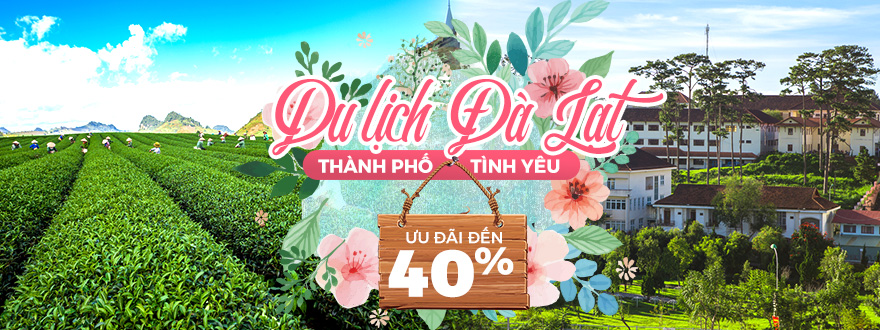 Du lịch Đà Lạt
THÀNH PHỐ TÌNH YÊU
ƯU ĐÃI ĐẾN
40%